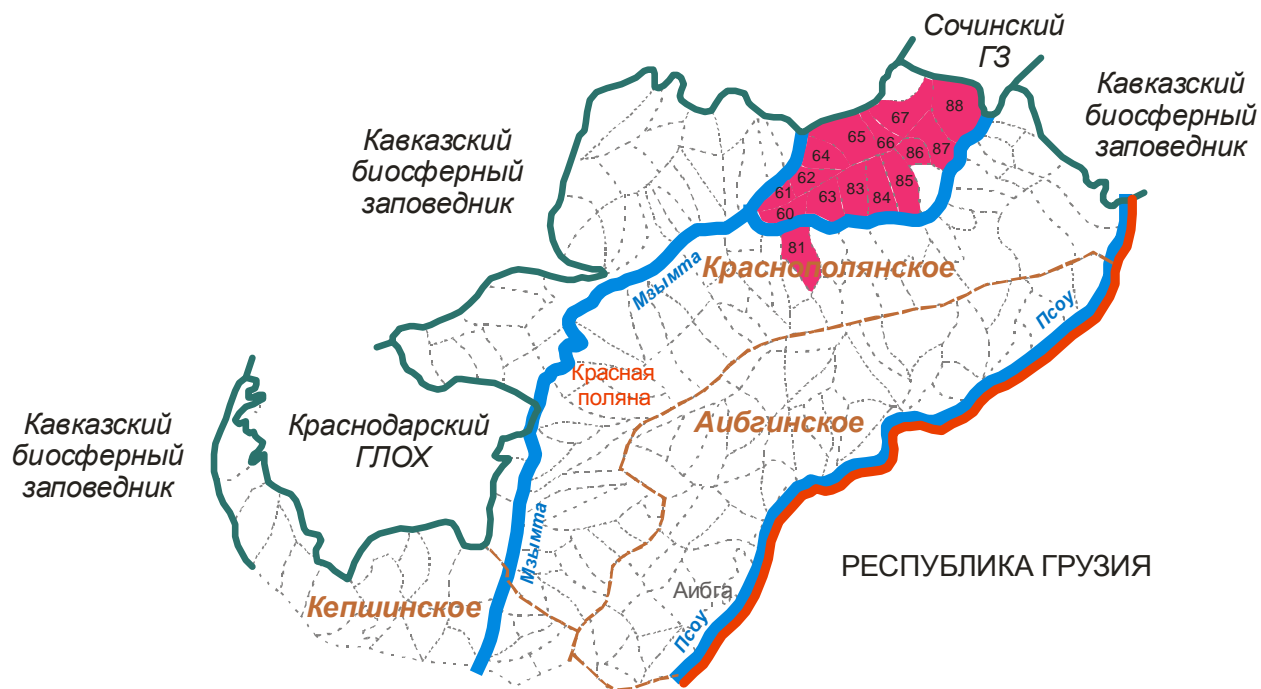 Сочинский
ГЗ
Кавказский
биосферный
заповедник
Кавказский
биосферный
заповедник
88
67
65
66
86
87
64
62
61
85
83
63
84
60
81
Краснополянское
Мзымта
Псоу
Красная
поляна
Аибгинское
Кавказский
биосферный
заповедник
Краснодарский
ГЛОХ
Мзымта
РЕСПУБЛИКА ГРУЗИЯ
Аибга
Кепшинское
Псоу